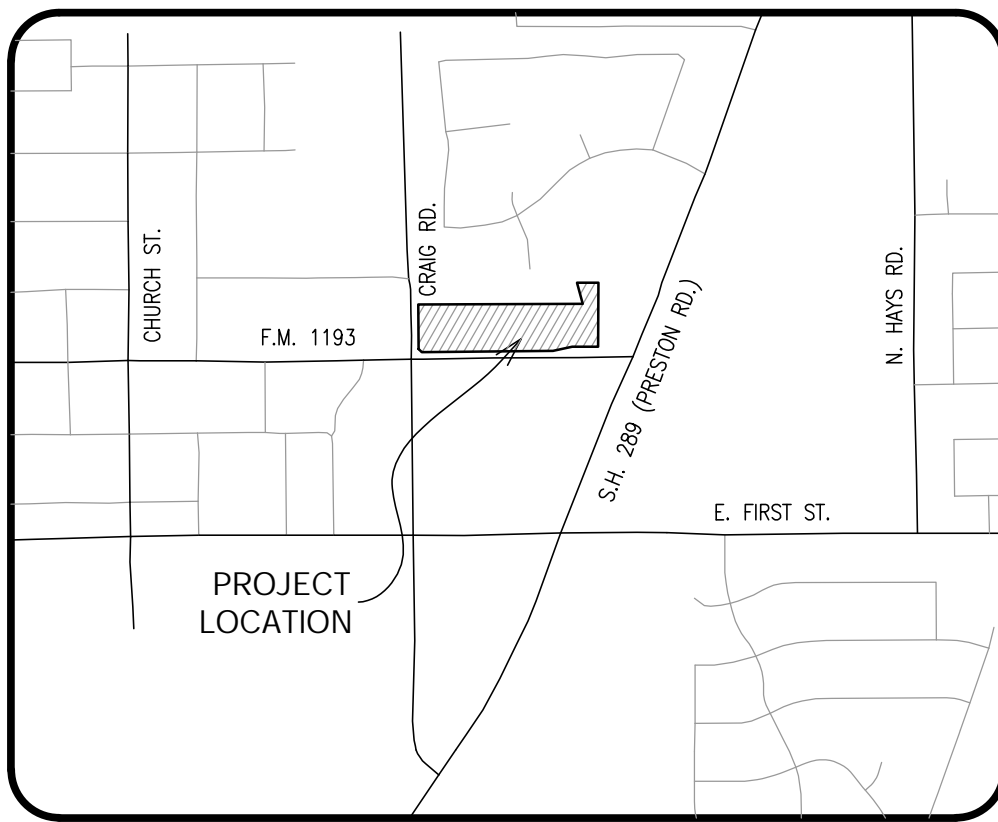 CHURCH ST.
CRAIG RD.
F.M. 1193
S.H. 289 (PRESTON RD.)
N. HAYS RD.
E. FIRST ST.
PROJECT
LOCATION